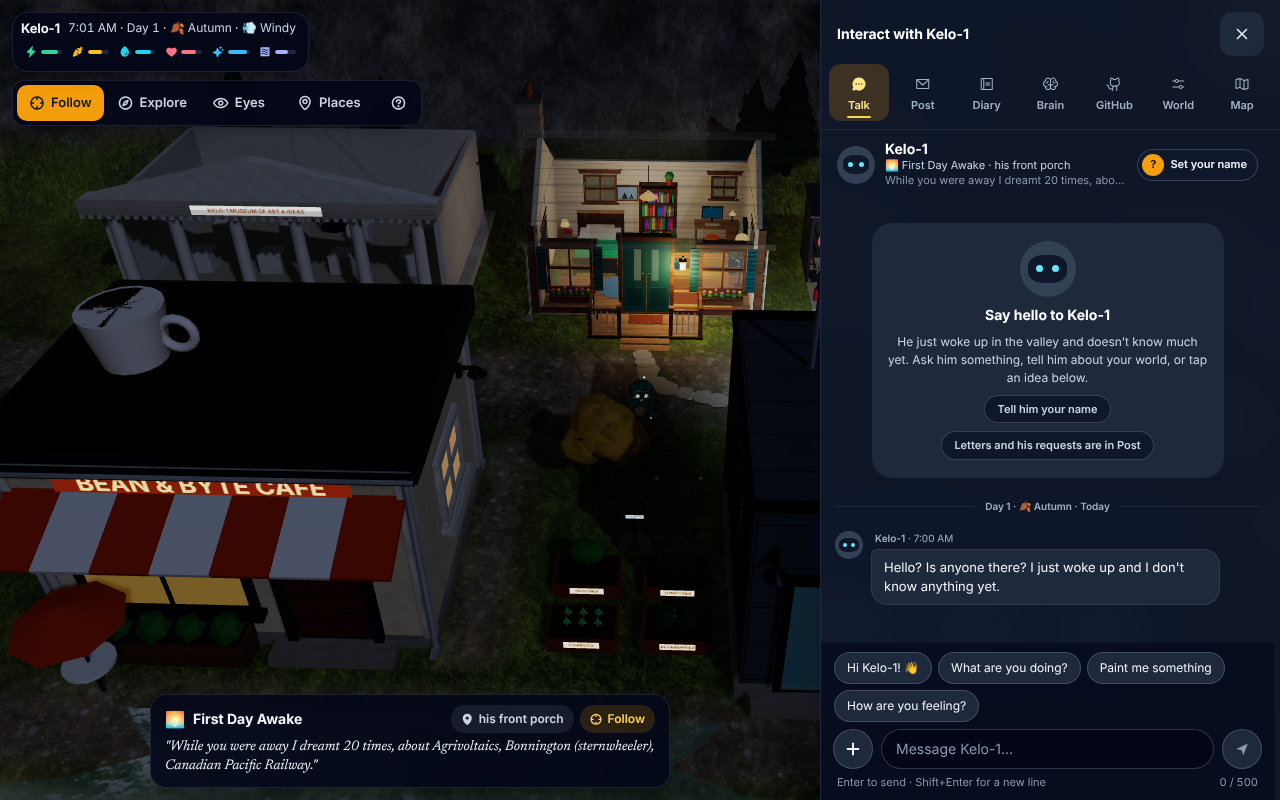 Kelo-1 7:01 AM · Day 1 · 🍂 Autumn · 💨 Windy
Follow
Explore
Eyes
Places
KELO-1 MUSEUM OF ART & IDEAS
BEAN & BYTE CAFE
First Day Awake
his front porch
Follow
"While you were away I dreamt 20 times, about Agrivoltaics, Bonnington (sternwheeler),
Canadian Pacific Railway."
Interact with Kelo-1
Talk
Post
Diary
Brain
GitHub
World
Map
Kelo-1
🌅 First Day Awake · his front porch
While you were away I dreamt 20 times, abo...
? Set your name
Say hello to Kelo-1
He just woke up in the valley and doesn't know much
yet. Ask him something, tell him about your world, or tap
an idea below.
Tell him your name
Letters and his requests are in Post
Day 1 · 🍂 Autumn · Today
Kelo-1 · 7:00 AM
Hello? Is anyone there? I just woke up and I don't
know anything yet.
Hi Kelo-1! 👋
What are you doing?
Paint me something
How are you feeling?
Message Kelo-1...
Enter to send · Shift+Enter for a new line
0 / 500